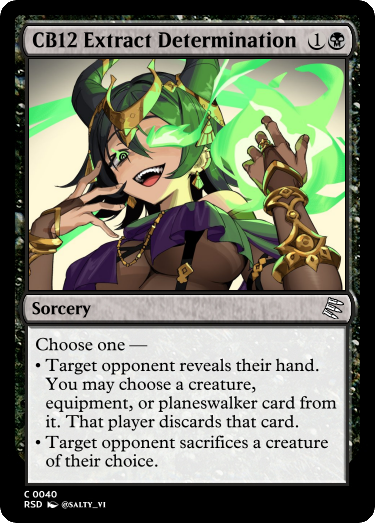 CB12 Extract Determination 1
Sorcery
Choose one —
• Target opponent reveals their hand.
You may choose a creature,
equipment, or planeswalker card from
it. That player discards that card.
• Target opponent sacrifices a creature
of their choice.
C 0040
RSD @SALTY_VI